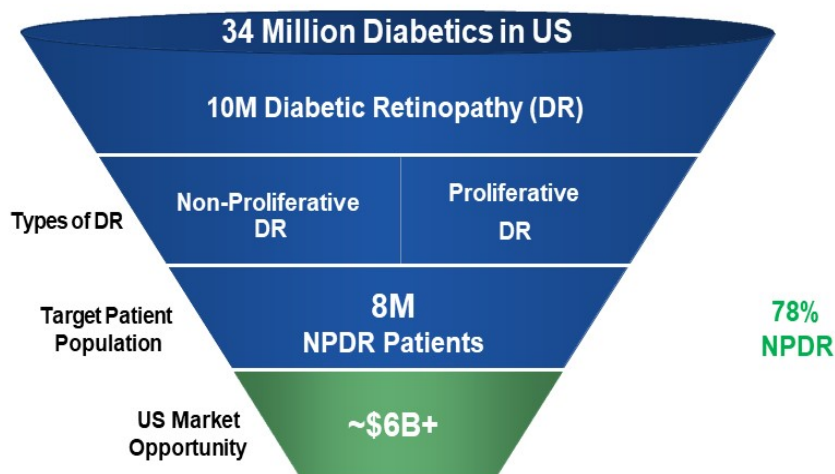 34 Million Diabetics in US
10M Diabetic Retinopathy (DR)
Types of DR
Non-Proliferative
DR
Proliferative
DR
Target Patient
Population
8M
NPDR Patients
78%
NPDR
US Market
Opportunity
~$6B+